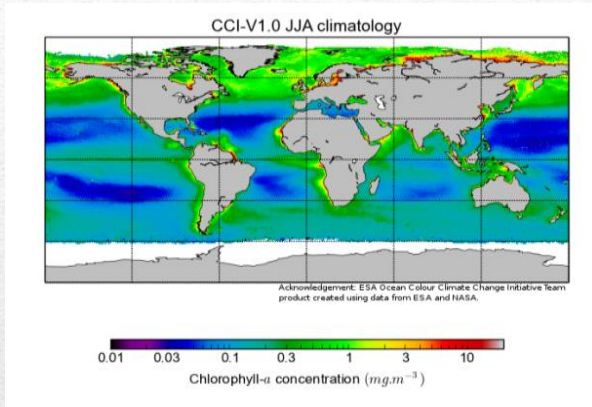 CCI-V1.0 JJA climatology
Acknowledgement: ESA Ocean Colour Climate Change Initiative Team
product created using data from ESA and NASA.
0.01 0.03 0.1 0.3 1 3 10
Chlorophyll-a concentration (mg.m⁻³)